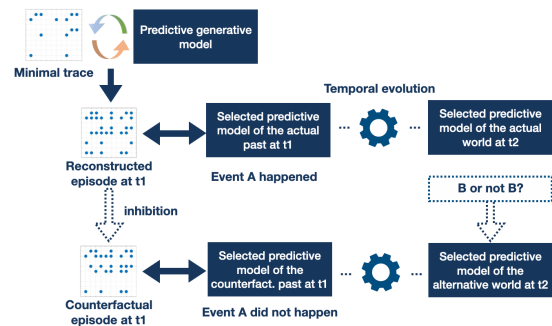 Predictive generative
model
Minimal trace
Temporal evolution
Selected predictive
model of the actual
past at t1
...
...
Selected predictive
model of the actual
world at t2
Reconstructed
episode at t1
Event A happened
B or not B?
inhibition
Selected predictive
model of the
counterfact. past at t1
...
...
Selected predictive
model of the
alternative world at t2
Counterfactual
episode at t1
Event A did not happen